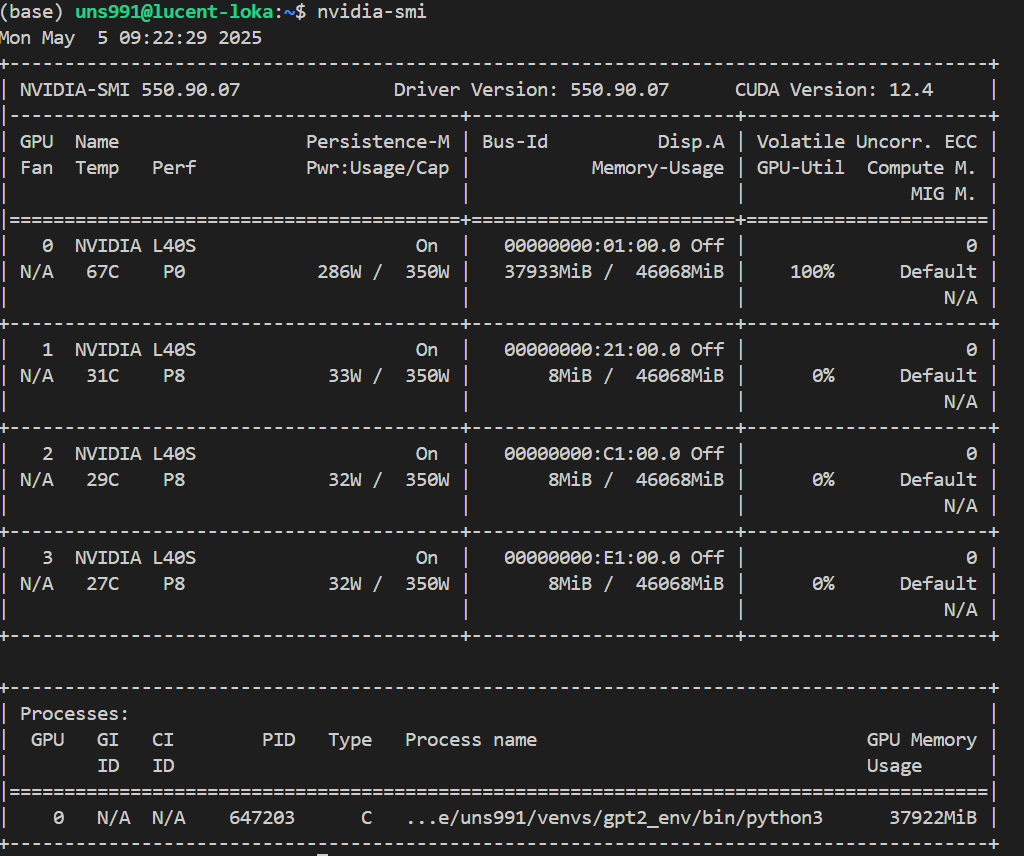 (base) uns991@lucent-loka:~$ nvidia-smi
Mon May  5 09:22:29 2025
+-----------------------------------------------------------------------------------------+
| NVIDIA-SMI 550.90.07              Driver Version: 550.90.07      CUDA Version: 12.4     |
|-----------------------------------------+------------------------+----------------------+
| GPU  Name                 Persistence-M | Bus-Id          Disp.A | Volatile Uncorr. ECC |
| Fan  Temp   Perf          Pwr:Usage/Cap |           Memory-Usage | GPU-Util  Compute M. |
|                                         |                        |               MIG M. |
|=========================================+========================+======================|
|   0  NVIDIA L40S                    On  |   00000000:01:00.0 Off |                    0 |
| N/A   67C    P0            286W /  350W |   37933MiB /  46068MiB |    100%      Default |
|                                         |                        |                  N/A |
+-----------------------------------------+------------------------+----------------------+
|   1  NVIDIA L40S                    On  |   00000000:21:00.0 Off |                    0 |
| N/A   31C    P8             33W /  350W |       8MiB /  46068MiB |      0%      Default |
|                                         |                        |                  N/A |
+-----------------------------------------+------------------------+----------------------+
|   2  NVIDIA L40S                    On  |   00000000:C1:00.0 Off |                    0 |
| N/A   29C    P8             32W /  350W |       8MiB /  46068MiB |      0%      Default |
|                                         |                        |                  N/A |
+-----------------------------------------+------------------------+----------------------+
|   3  NVIDIA L40S                    On  |   00000000:E1:00.0 Off |                    0 |
| N/A   27C    P8             32W /  350W |       8MiB /  46068MiB |      0%      Default |
|                                         |                        |                  N/A |
+-----------------------------------------+------------------------+----------------------+

+-----------------------------------------------------------------------------------------+
| Processes:                                                                              |
|  GPU   GI   CI        PID   Type   Process name                              GPU Memory |
|        ID   ID                                                               Usage      |
|=========================================================================================|
|    0   N/A  N/A    647203      C   ...e/uns991/venvs/gpt2_env/bin/python3      37922MiB |
+-----------------------------------------------------------------------------------------+